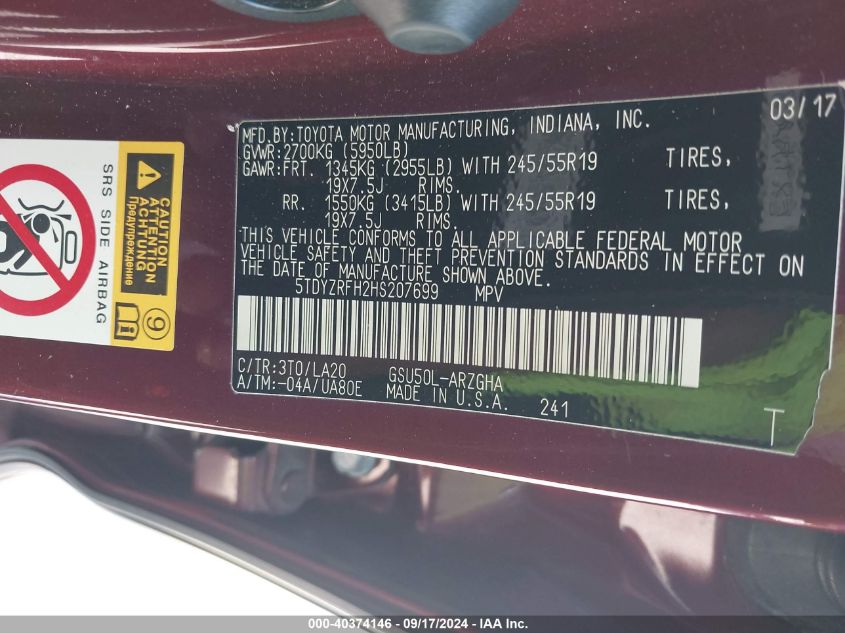 SRS SIDE AIRBAG
CAUTION
ATTENTION
ACHTUNG
Предупреждение
9
03/17
MFD.BY:TOYOTA MOTOR MANUFACTURING, INDIANA, INC.
GVWR:2700KG (5950LB)
GAWR:FRT. 1345KG (2955LB) WITH 245/55R19 TIRES,
19X7.5J RIMS.
RR. 1550KG (3415LB) WITH 245/55R19 TIRES,
19X7.5J RIMS.
THIS VEHICLE CONFORMS TO ALL APPLICABLE FEDERAL MOTOR
VEHICLE SAFETY AND THEFT PREVENTION STANDARDS IN EFFECT ON
THE DATE OF MANUFACTURE SHOWN ABOVE.
5TDYZRFH2HS207699 MPV
C/TR:3T0/LA20 GSU50L-ARZGHA
A/TM:-04A/UA80E MADE IN U.S.A. 241
T
000-40374146 - 09/17/2024 - IAA Inc.